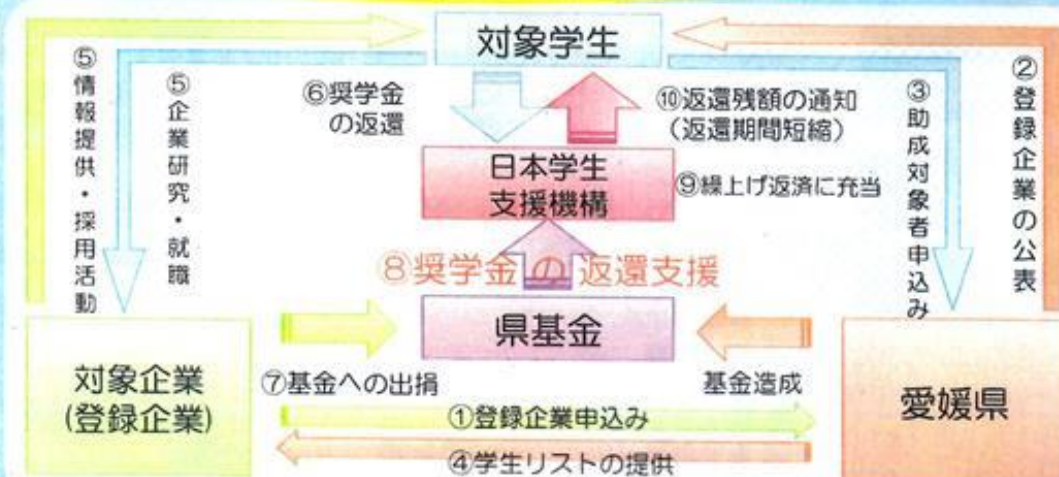 対象学生
⑤情報提供・採用活動
⑤企業研究・就職
⑥奨学金
の返還
⑩返還残額の通知
(返還期間短縮)
③助成対象者申込み
②登録企業の公表
日本学生
支援機構
⑨繰上げ返済に充当
⑧奨学金の返還支援
県基金
対象企業
(登録企業)
⑦基金への出捐
基金造成
愛媛県
①登録企業申込み
④学生リストの提供